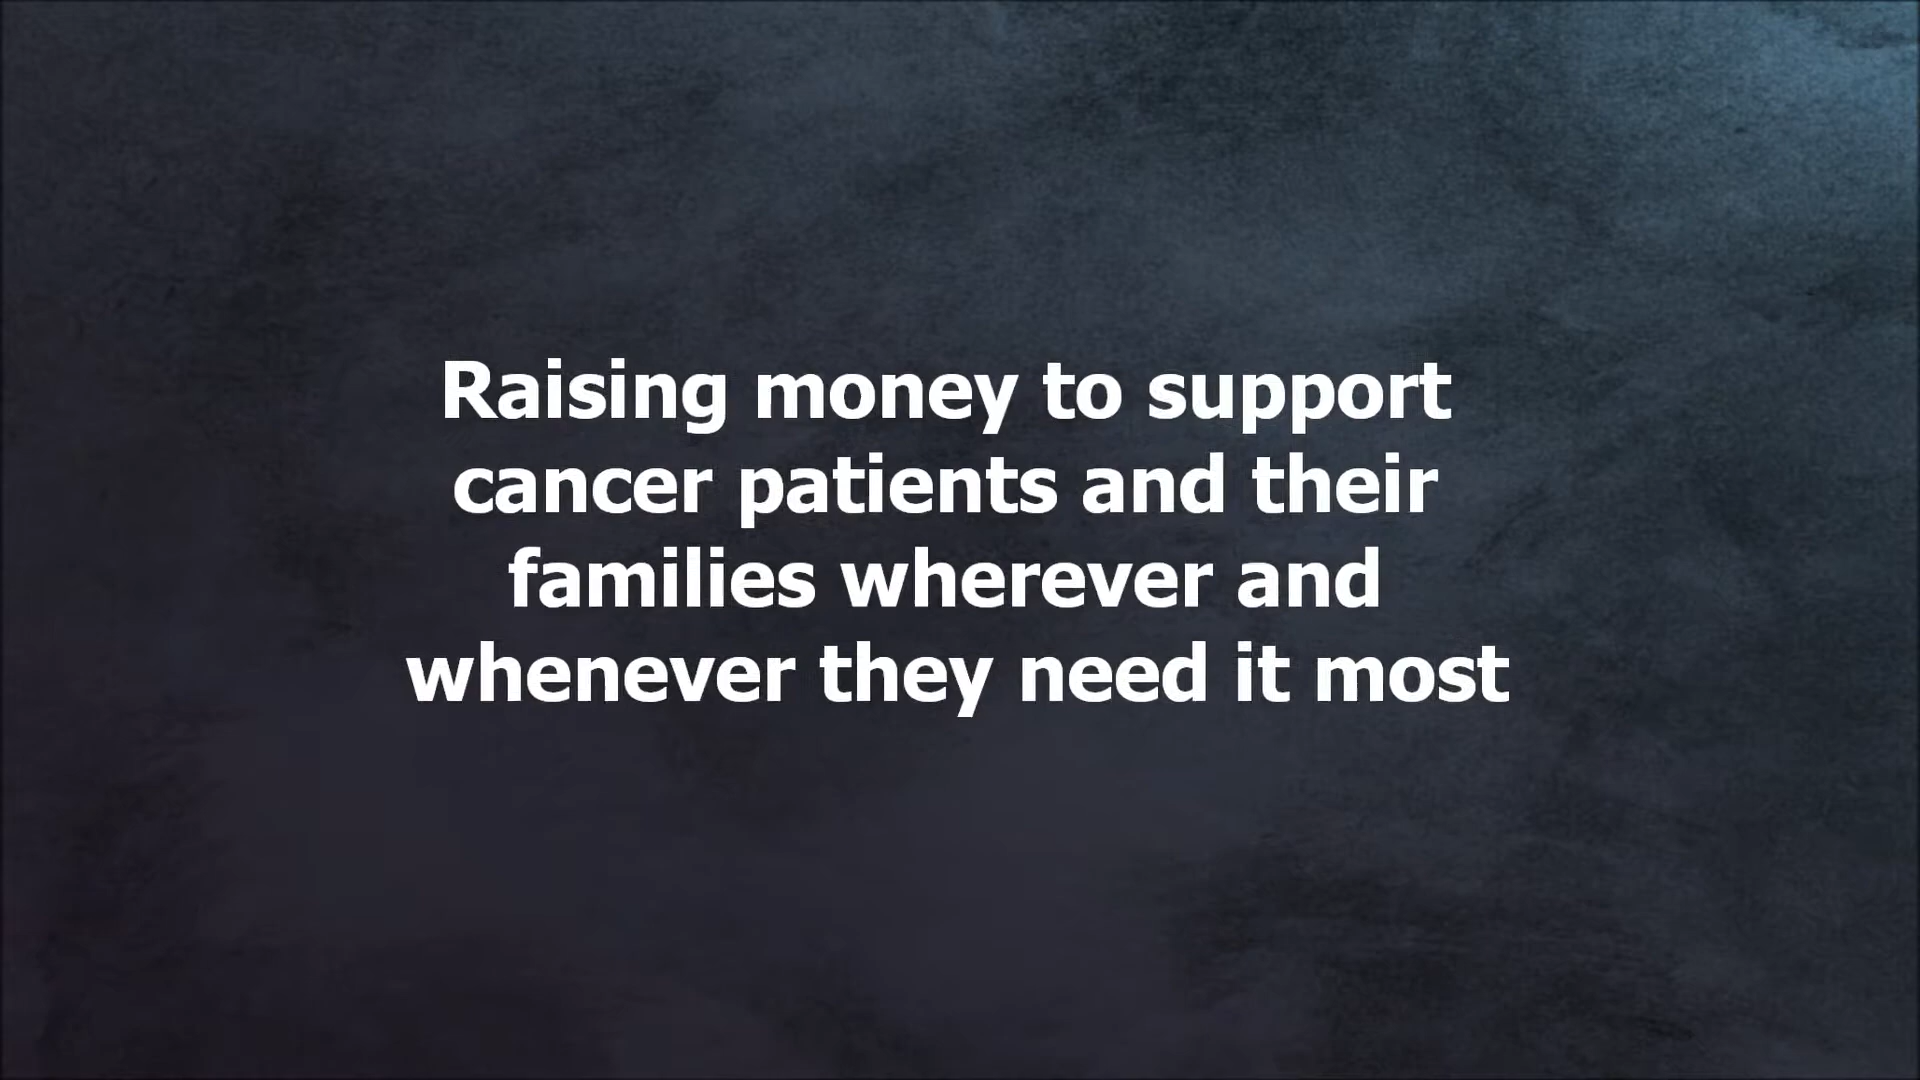 Raising money to support
cancer patients and their
families wherever and
whenever they need it most